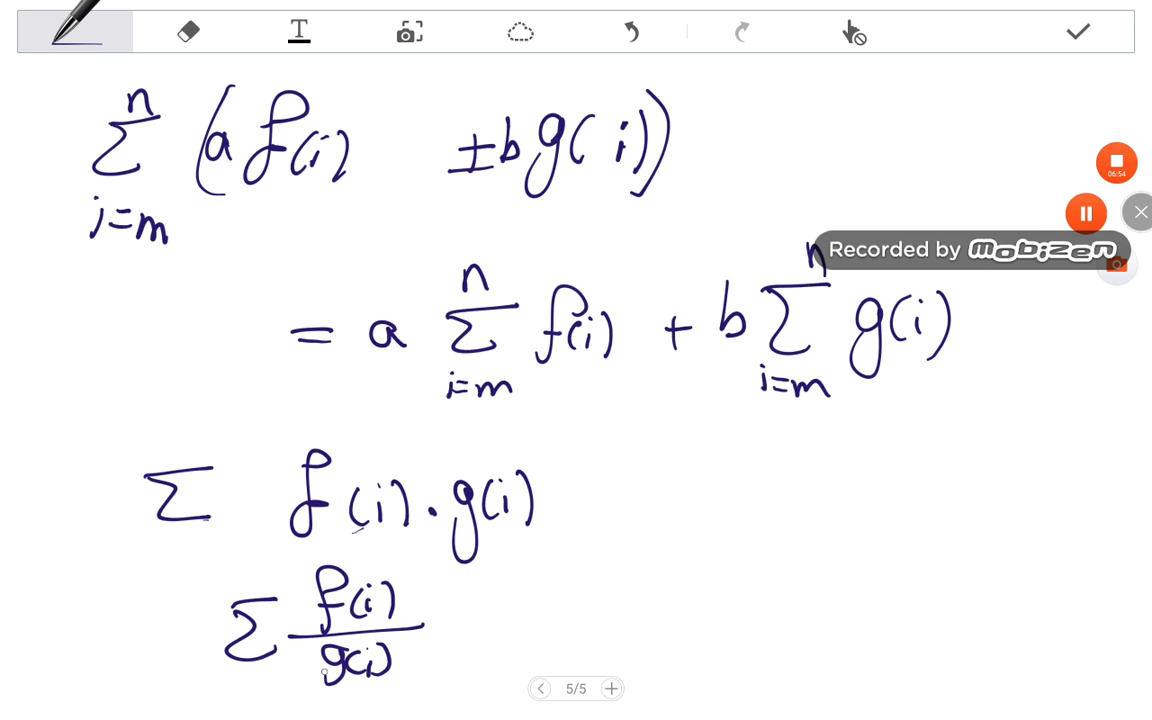 T
n
∑ (a f(i) ± b g(i))
i=m
06:54
Recorded by mobizen
n n
= a ∑ f(i) + b ∑ g(i)
i=m i=m
∑ f(i) . g(i)
∑ f(i)
g(i)
5/5